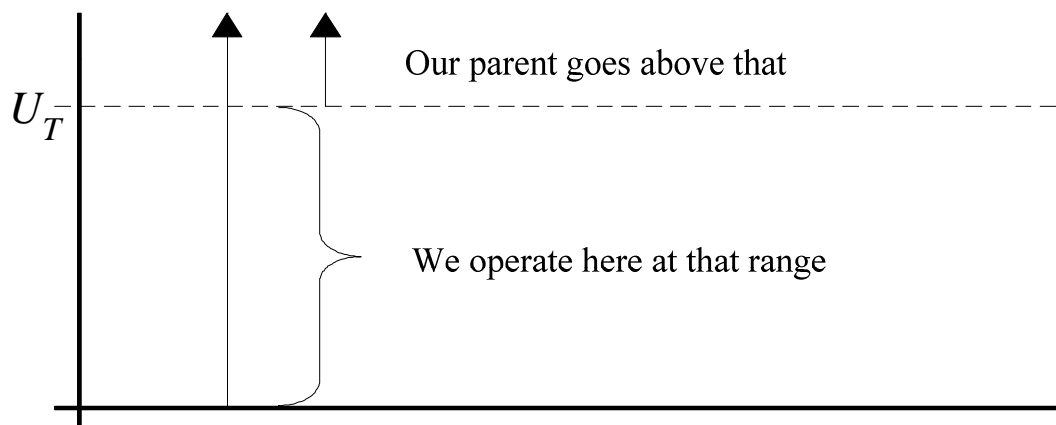 Our parent goes above that
U_T
We operate here at that range